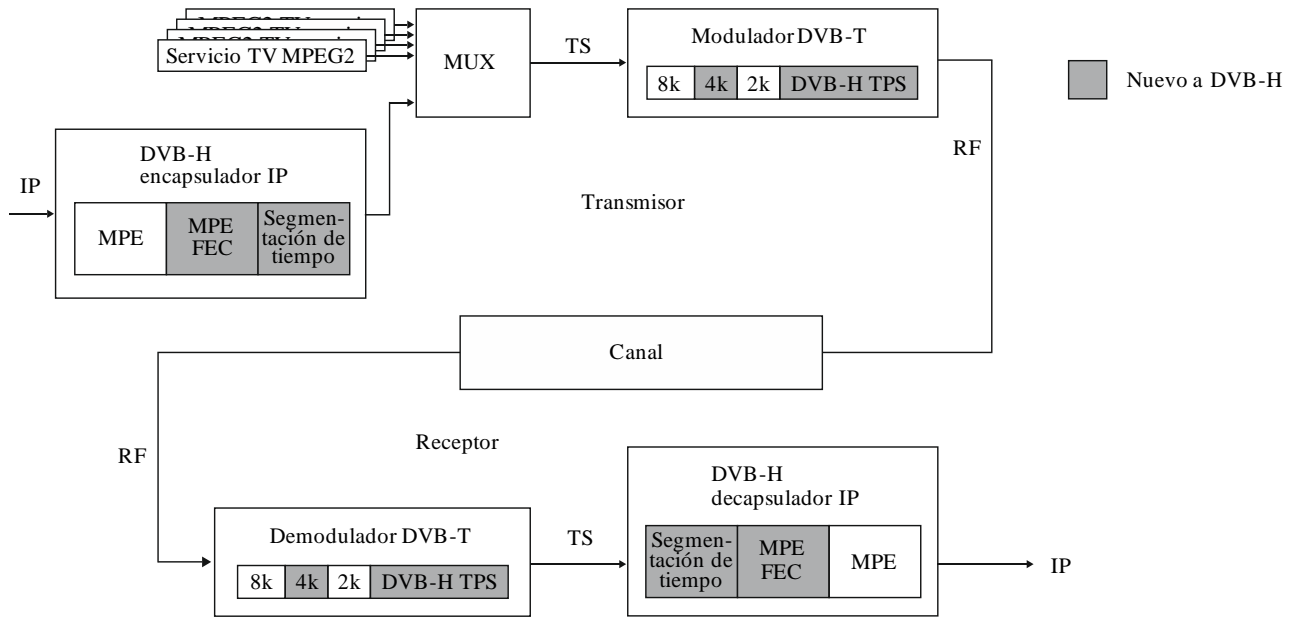 Servicio TV MPEG2
MUX
TS
Modulador DVB-T
8k 4k 2k DVB-H TPS
Nuevo a DVB-H
RF
IP
DVB-H
encapsulador IP
MPE
MPE
FEC
Segmen-
tación de
tiempo
Transmisor
Canal
RF
Receptor
Demodulador DVB-T
8k 4k 2k DVB-H TPS
TS
DVB-H
decapsulador IP
Segmen-
tación de
tiempo
MPE
FEC
MPE
IP